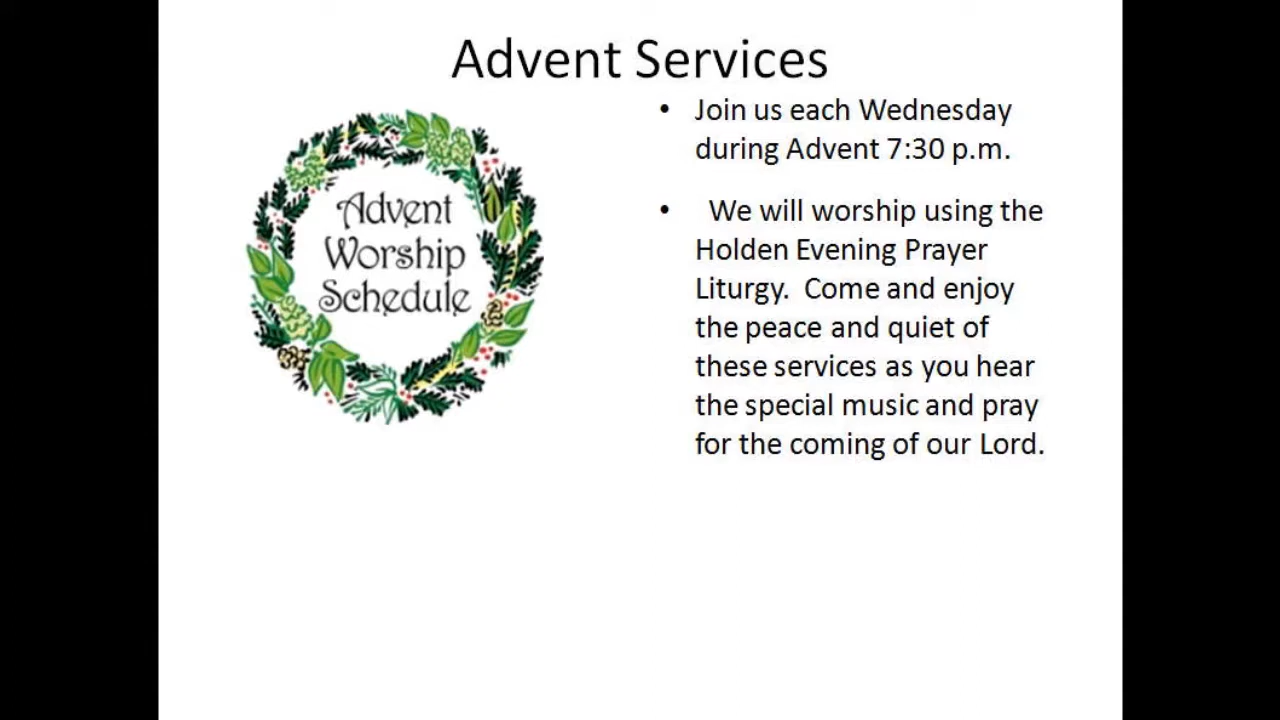 Advent Services
Advent
Worship
Schedule
• Join us each Wednesday
during Advent 7:30 p.m.
• We will worship using the
Holden Evening Prayer
Liturgy.  Come and enjoy
the peace and quiet of
these services as you hear
the special music and pray
for the coming of our Lord.